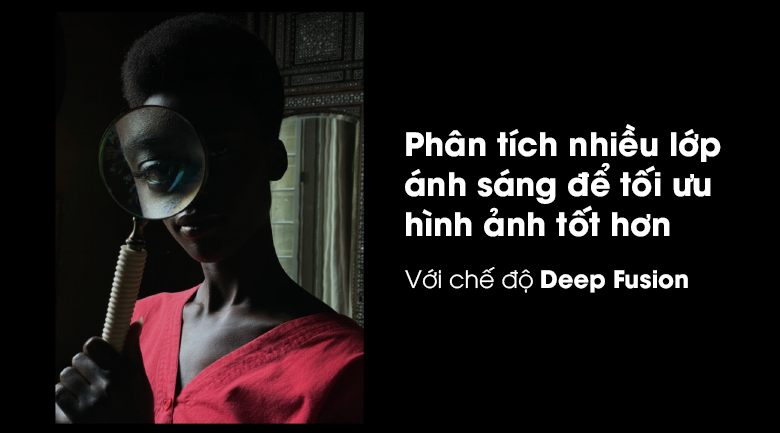 Phân tích nhiều lớp
ánh sáng để tối ưu
hình ảnh tốt hơn
Với chế độ Deep Fusion